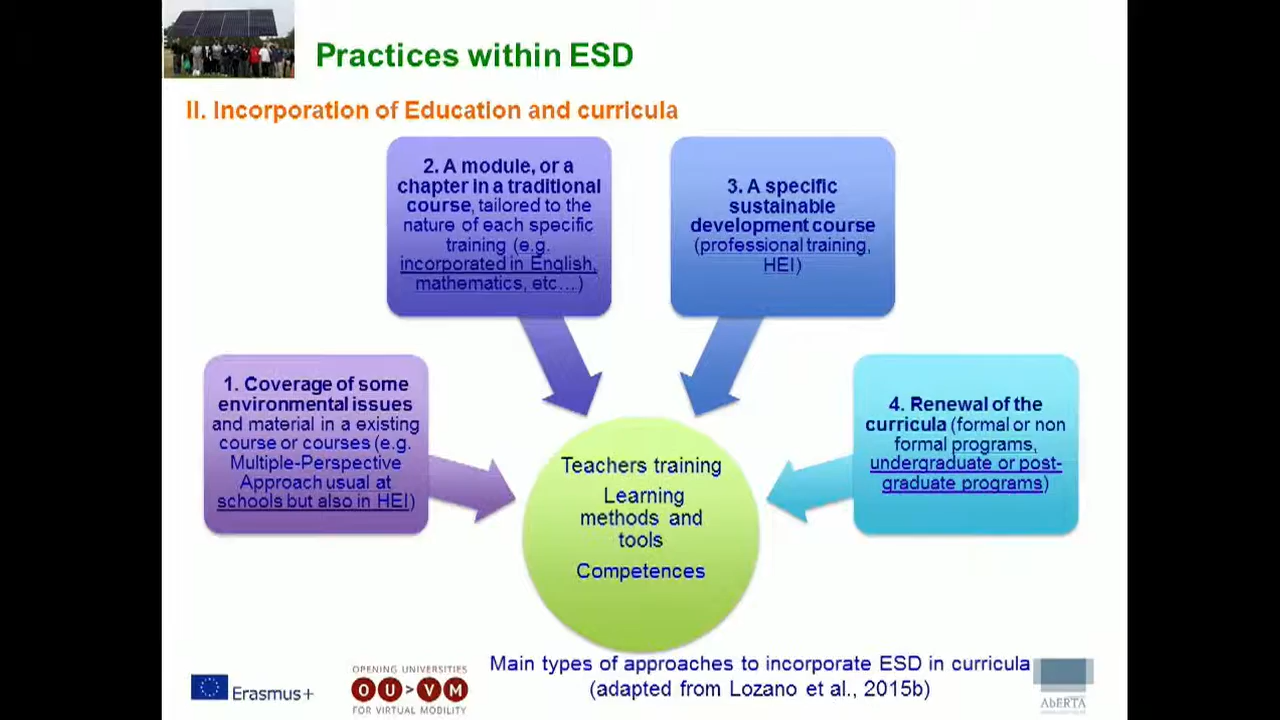 Practices within ESD
II. Incorporation of Education and curricula
2. A module, or a
chapter in a traditional
course, tailored to the
nature of each specific
training (e.g.
incorporated in English,
mathematics, etc…)
3. A specific
sustainable
development course
(professional training,
HEI)
1. Coverage of some
environmental issues
and material in a existing
course or courses (e.g.
Multiple-Perspective
Approach usual at
schools but also in HEI)
4. Renewal of the
curricula (formal or non
formal programs,
undergraduate or post-
graduate programs)
Teachers training
Learning
methods and
tools
Competences
Main types of approaches to incorporate ESD in curricula
(adapted from Lozano et al., 2015b)
Erasmus+
OPENING UNIVERSITIES
OU>VM
FOR VIRTUAL MOBILITY
AbERTA